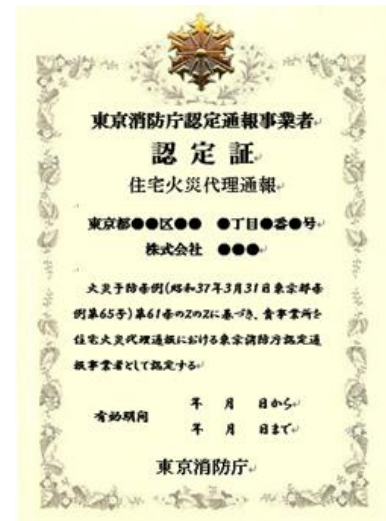 東京消防庁認定通報事業者
認定証
住宅火災代理通報
東京都●●区●● ●丁目●番●号
株式会社 ●●●
火災予防条例(昭和37年3月31日東京都条
例第65号)第61条の2の2に基づき、貴事業所を
住宅火災代理通報における東京消防庁認定通
報事業者として認定する
有効期間 年 月 日から
年 月 日まで
東京消防庁